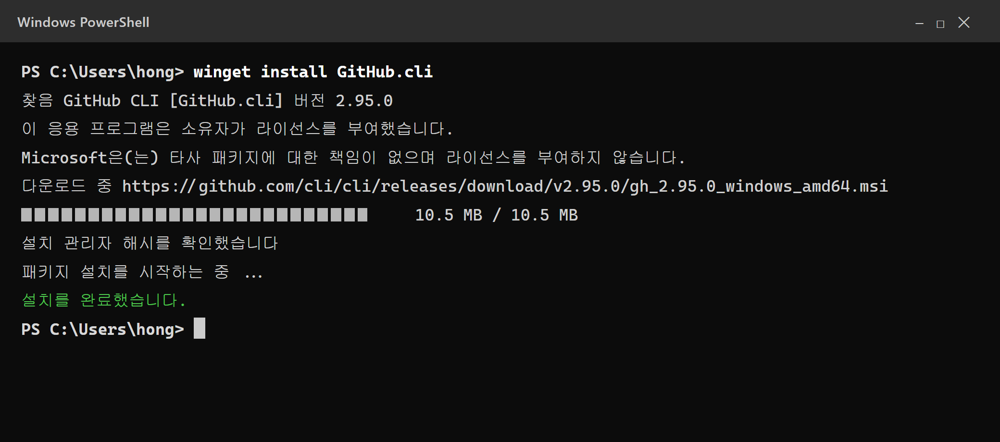 Windows PowerShell
PS C:\Users\hong> winget install GitHub.cli
찾음 GitHub CLI [GitHub.cli] 버전 2.95.0
이 응용 프로그램은 소유자가 라이선스를 부여했습니다.
Microsoft은(는) 타사 패키지에 대한 책임이 없으며 라이선스를 부여하지 않습니다.
다운로드 중 https://github.com/cli/cli/releases/download/v2.95.0/gh_2.95.0_windows_amd64.msi
10.5 MB / 10.5 MB
설치 관리자 해시를 확인했습니다
패키지 설치를 시작하는 중 ...
설치를 완료했습니다.
PS C:\Users\hong>